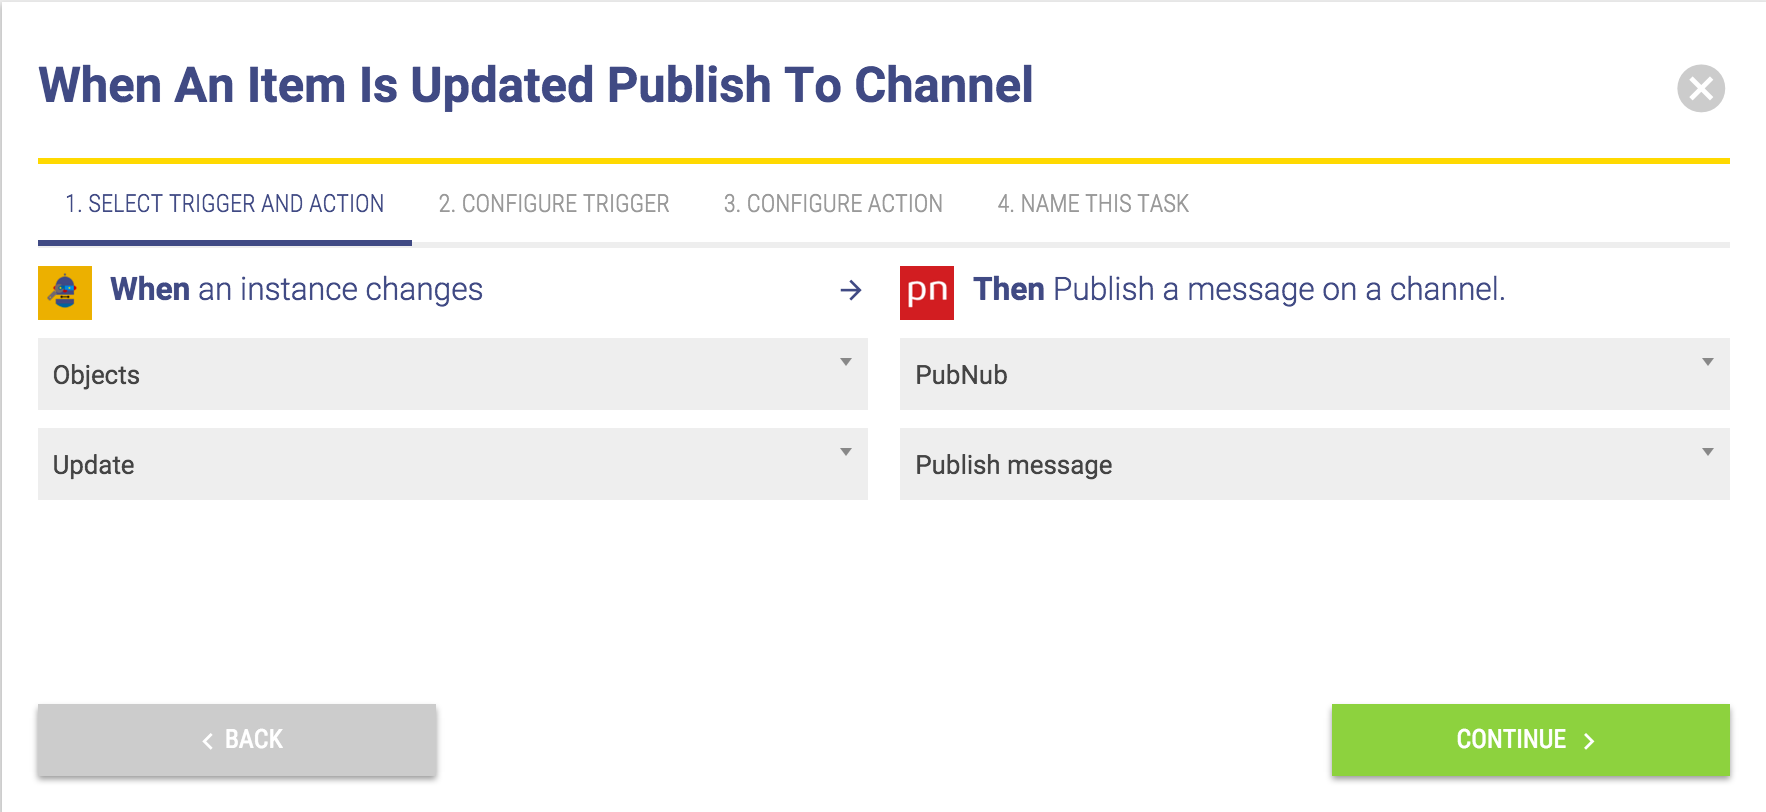 When An Item Is Updated Publish To Channel
1. SELECT TRIGGER AND ACTION
2. CONFIGURE TRIGGER
3. CONFIGURE ACTION
4. NAME THIS TASK
When an instance changes
pn
Then Publish a message on a channel.
Objects
PubNub
Update
Publish message
BACK
CONTINUE